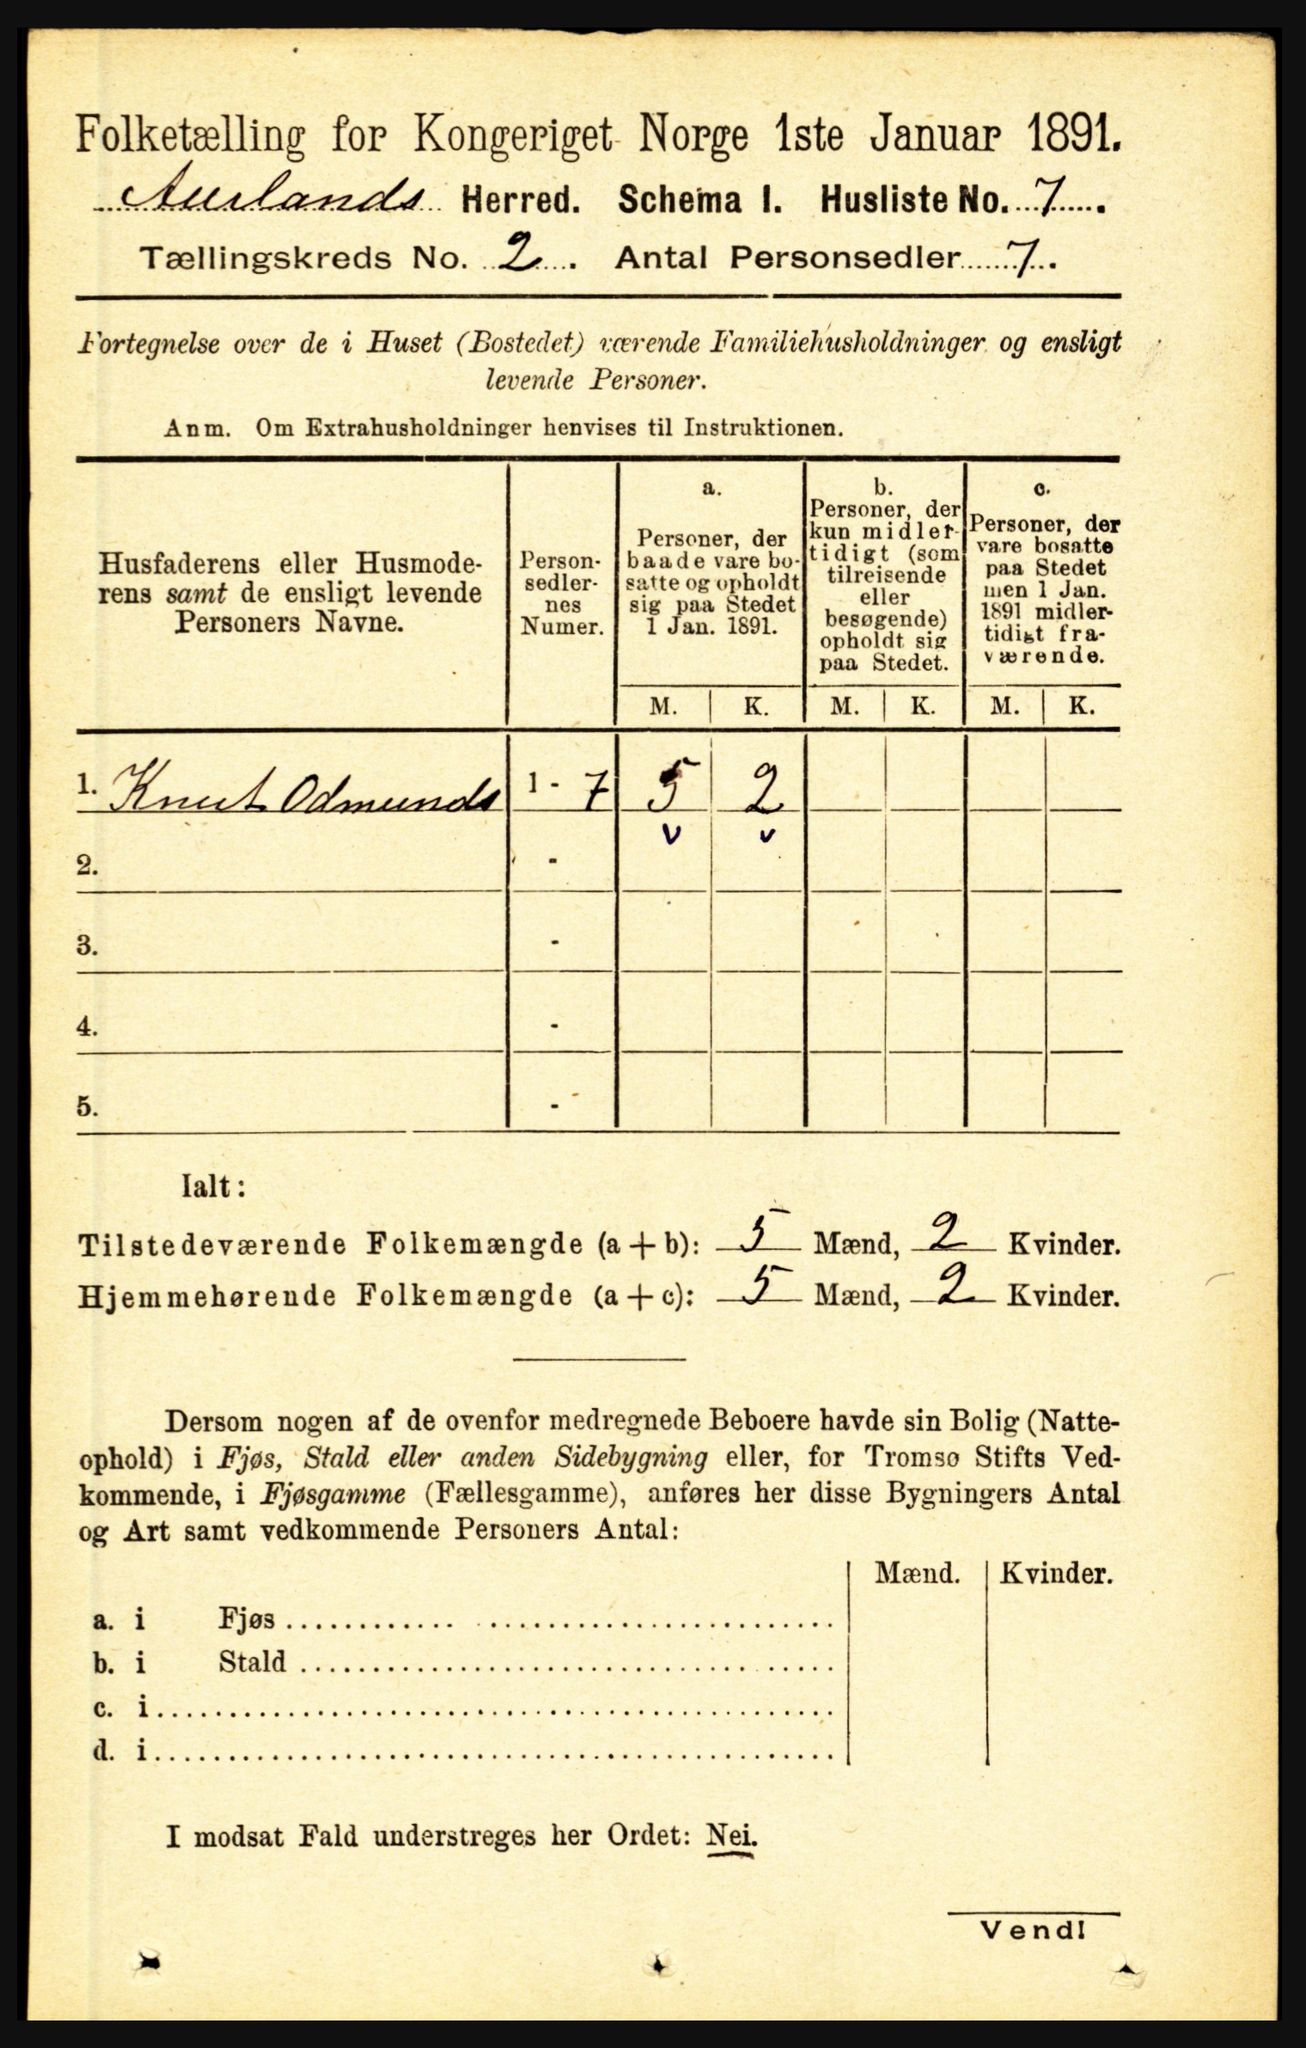 Folketælling for Kongeriget Norge 1ste Januar 1891.
Aurlands Herred. Schema I. Husliste No. 7.
Tællingskreds No. 2. Antal Personsedler 7.
Fortegnelse over de i Huset (Bostedet) værende Familiehusholdninger og ensligt
levende Personer.
Anm. Om Extrahusholdninger henvises til Instruktionen.
Husfaderens eller Husmode-
rens samt de ensligt levende
Personers Navne.
Person-
sedler-
nes
Numer.
a.
Personer, der
baade vare bo-
satte og opholdt
sig paa Stedet
1 Jan. 1891.
b.
Personer, der
kun midler-
tidigt (som
tilreisende
eller
besøgende)
opholdt sig
paa Stedet.
c.
Personer, der
vare bosatte
paa Stedet
men 1 Jan.
1891 midler-
tidigt fra-
værende.
M. K. M. K. M. K.
1. Knut Odmunds 1 - 7 5 2
v v
2. -
3. -
4. -
5. -
Ialt:
Tilstedeværende Folkemængde (a + b): 5 Mænd, 2 Kvinder.
Hjemmehørende Folkemængde (a + c): 5 Mænd, 2 Kvinder.
Dersom nogen af de ovenfor medregnede Beboere havde sin Bolig (Natte-
ophold) i Fjøs, Stald eller anden Sidebygning eller, for Tromsø Stifts Ved-
kommende, i Fjøsgamme (Fællesgamme), anføres her disse Bygningers Antal
og Art samt vedkommende Personers Antal:
Mænd. Kvinder.
a. i Fjøs
b. i Stald
c. i
d. i
I modsat Fald understreges her Ordet: Nei.
Vend!